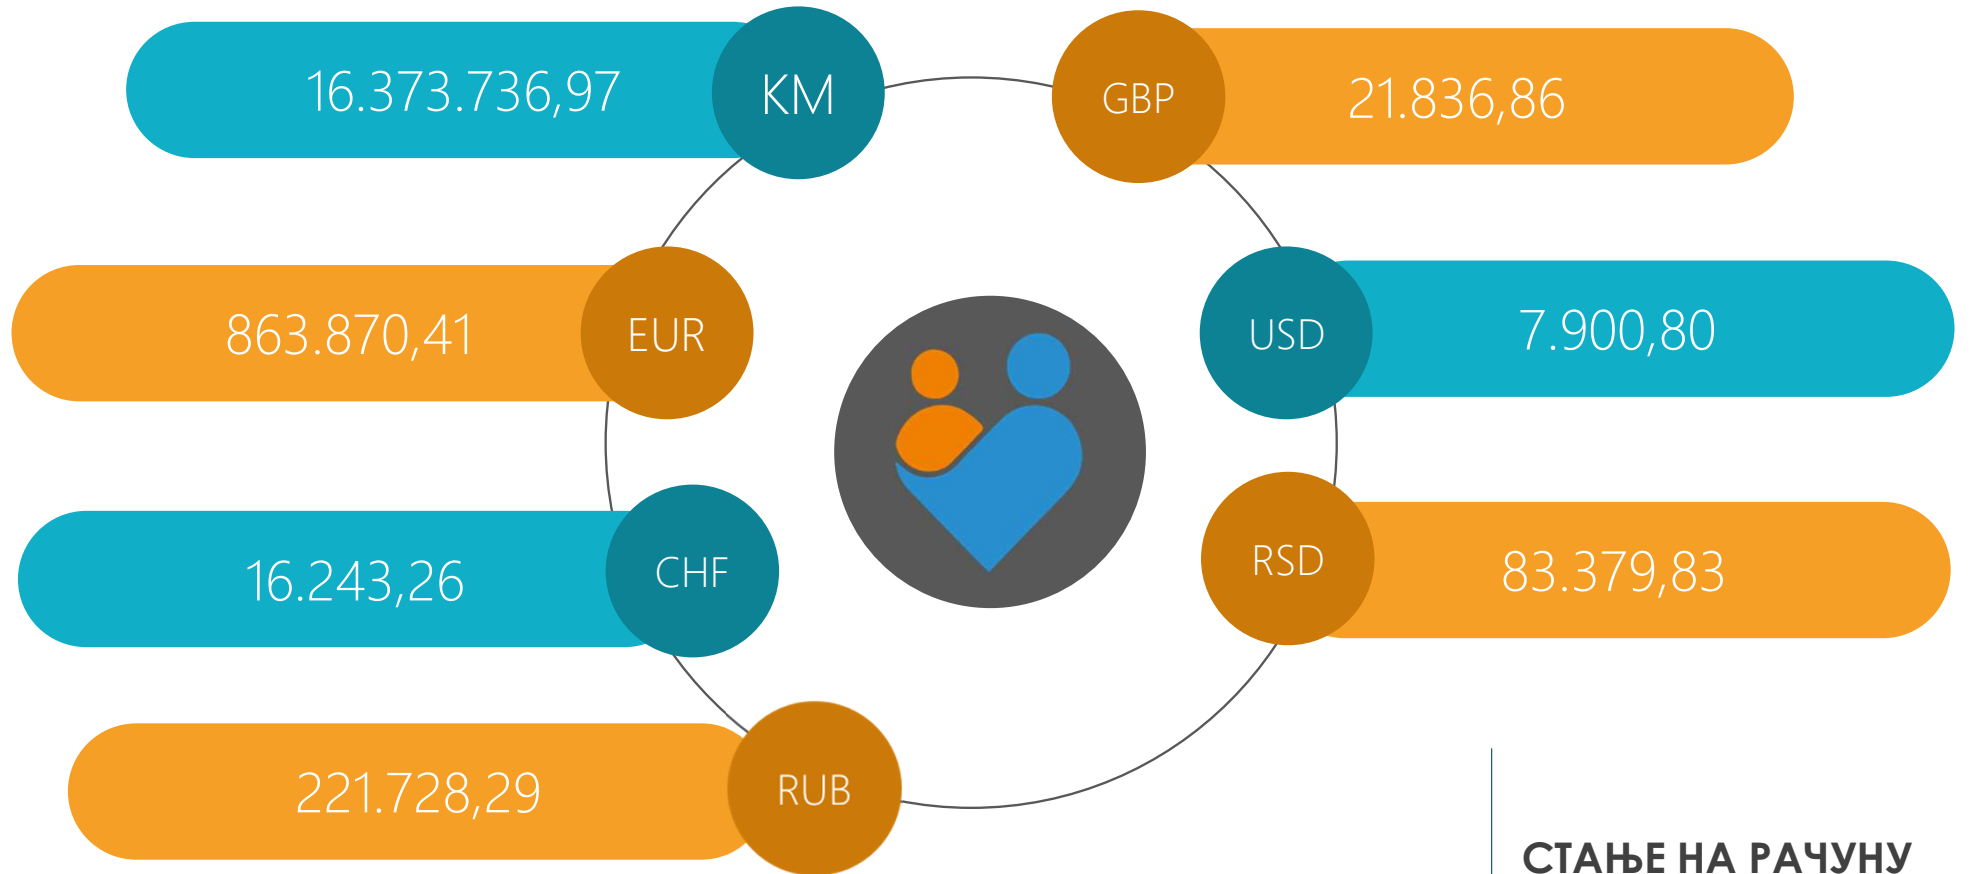 16.373.736,97
KM
GBP
21.836,86
863.870,41
EUR
USD
7.900,80
16.243,26
CHF
RSD
83.379,83
221.728,29
RUB
СТАЊЕ НА РАЧУНУ